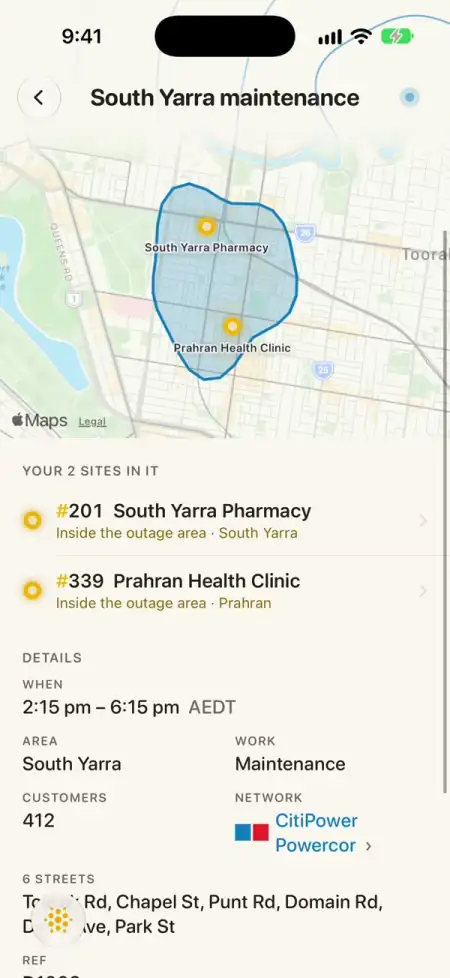 9:41
South Yarra maintenance
QUEENS RD
26
South Yarra Pharmacy
Toora
1
Prahran Health Clinic
25
Maps Legal
YOUR 2 SITES IN IT
#201 South Yarra Pharmacy
Inside the outage area · South Yarra
#339 Prahran Health Clinic
Inside the outage area · Prahran
DETAILS
WHEN
2:15 pm – 6:15 pm AEDT
AREA
South Yarra
WORK
Maintenance
CUSTOMERS
412
NETWORK
CitiPower
Powercor
6 STREETS
Rd, Chapel St, Punt Rd, Domain Rd,
Ave, Park St
REF